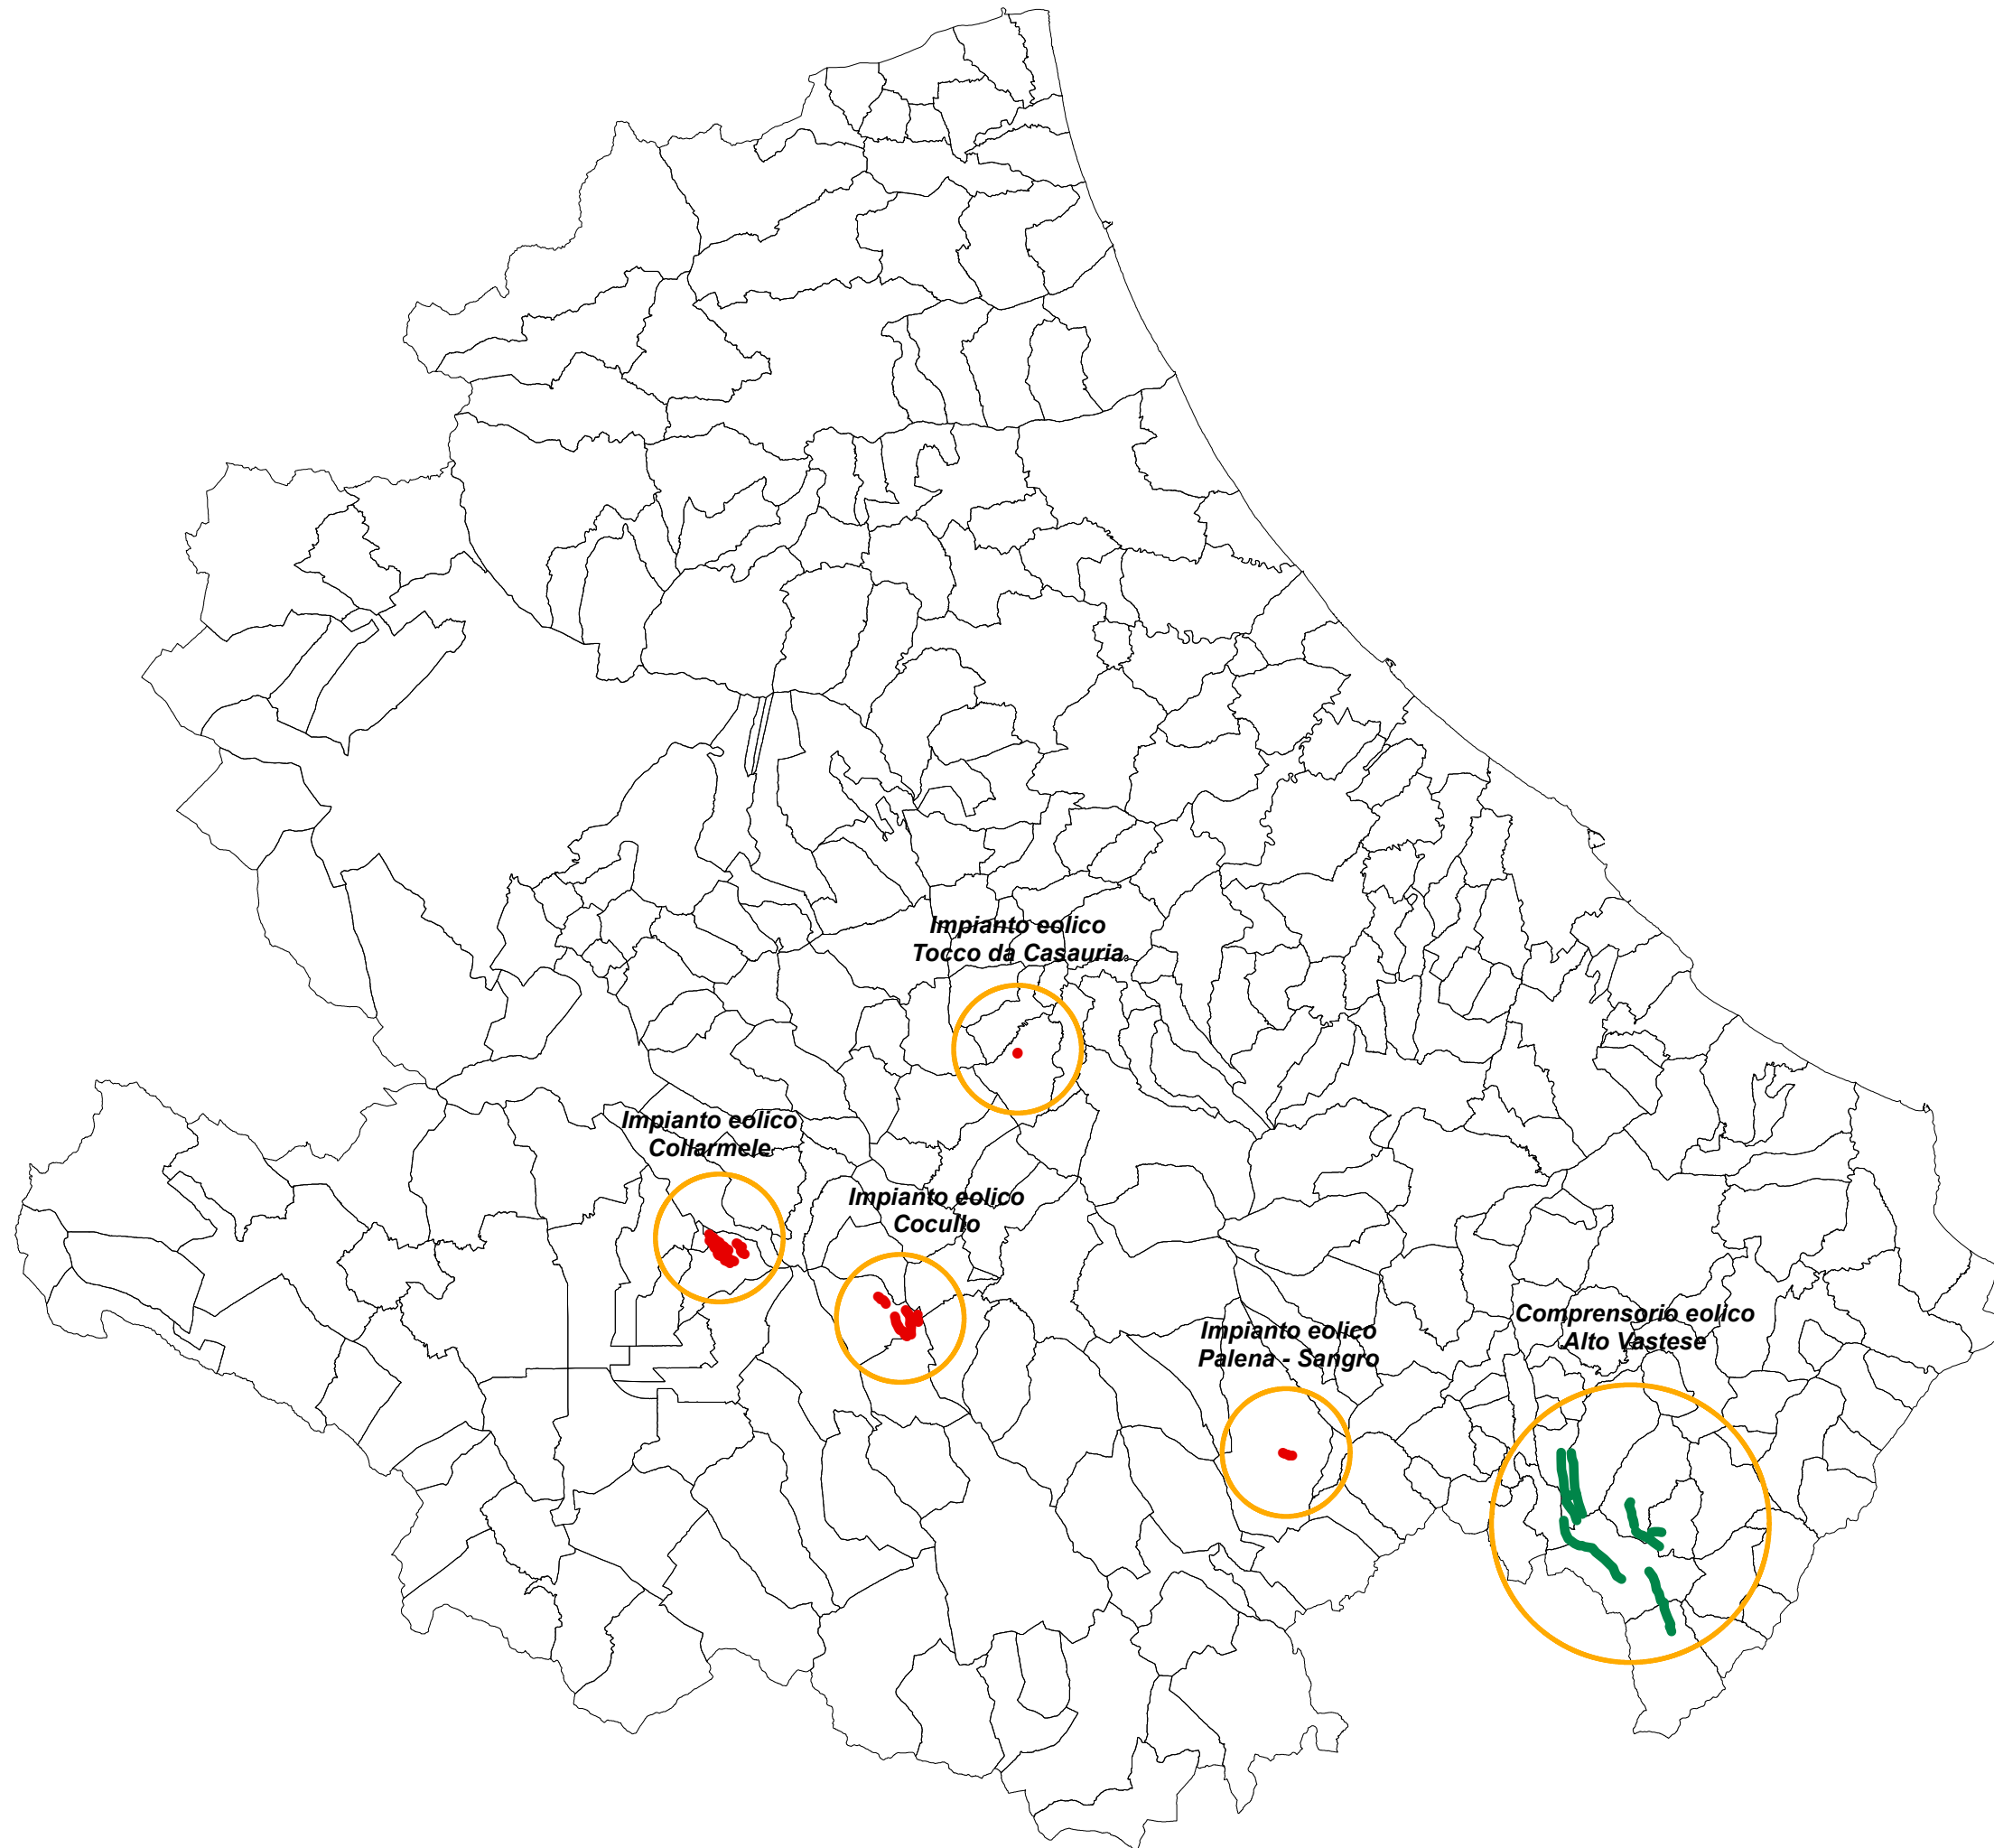 Impianto eolico
Tocco da Casauria
Impianto eolico
Collarmele
Impianto eolico
Cocullo
Impianto eolico
Palena - Sangro
Comprensorio eolico
Alto Vastese